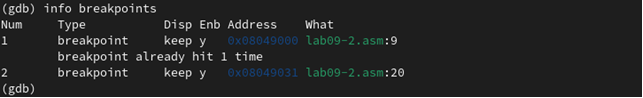 (gdb) info breakpoints
Num     Type           Disp Enb Address    What
1       breakpoint     keep y   0x08049000 lab09-2.asm:9
        breakpoint already hit 1 time
2       breakpoint     keep y   0x08049031 lab09-2.asm:20
(gdb)